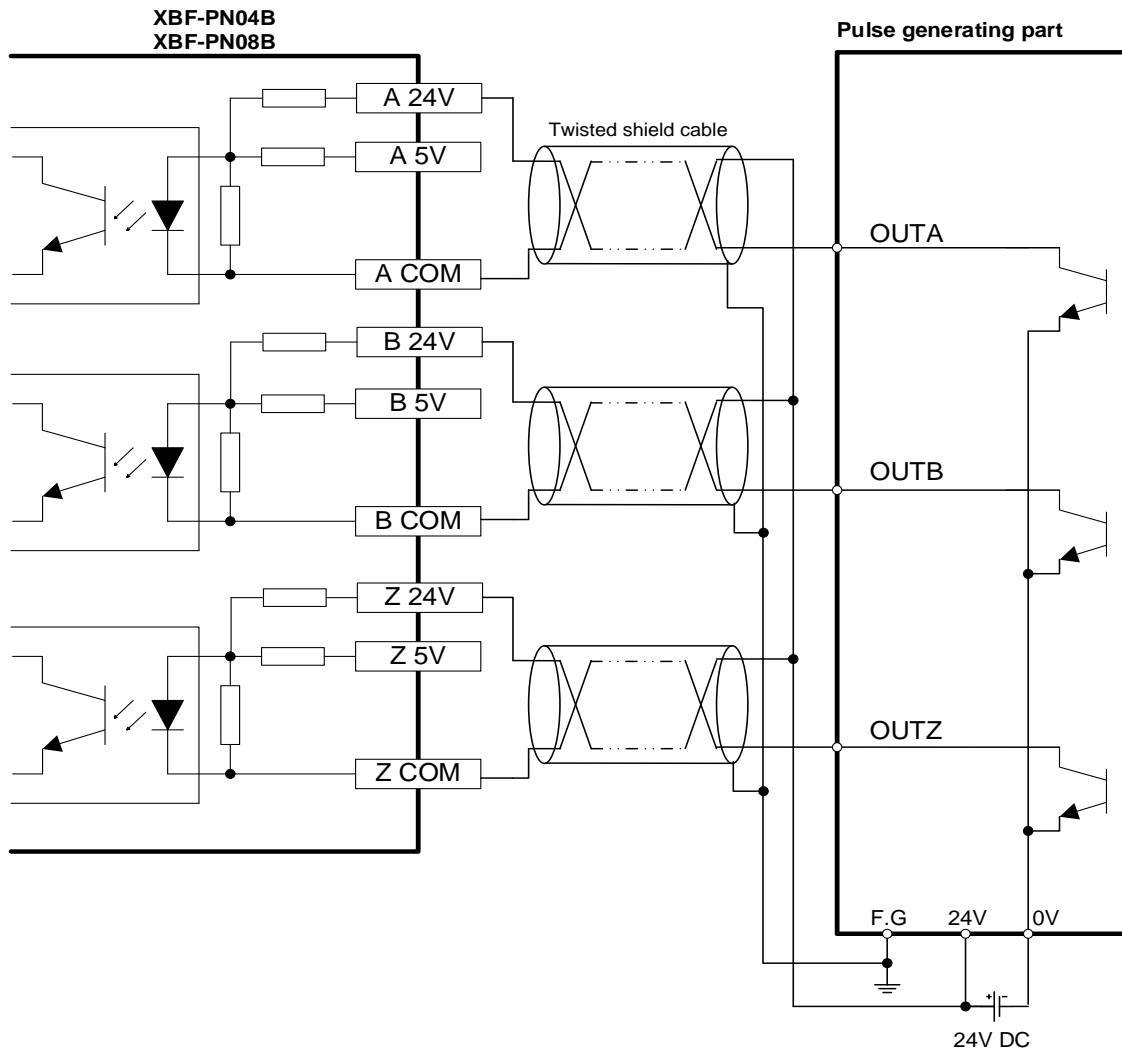 XBF-PN04B
XBF-PN08B
Pulse generating part
A 24V
Twisted shield cable
A 5V
OUTA
A COM
B 24V
B 5V
OUTB
B COM
Z 24V
Z 5V
OUTZ
Z COM
F.G 24V 0V
+ -
24V DC